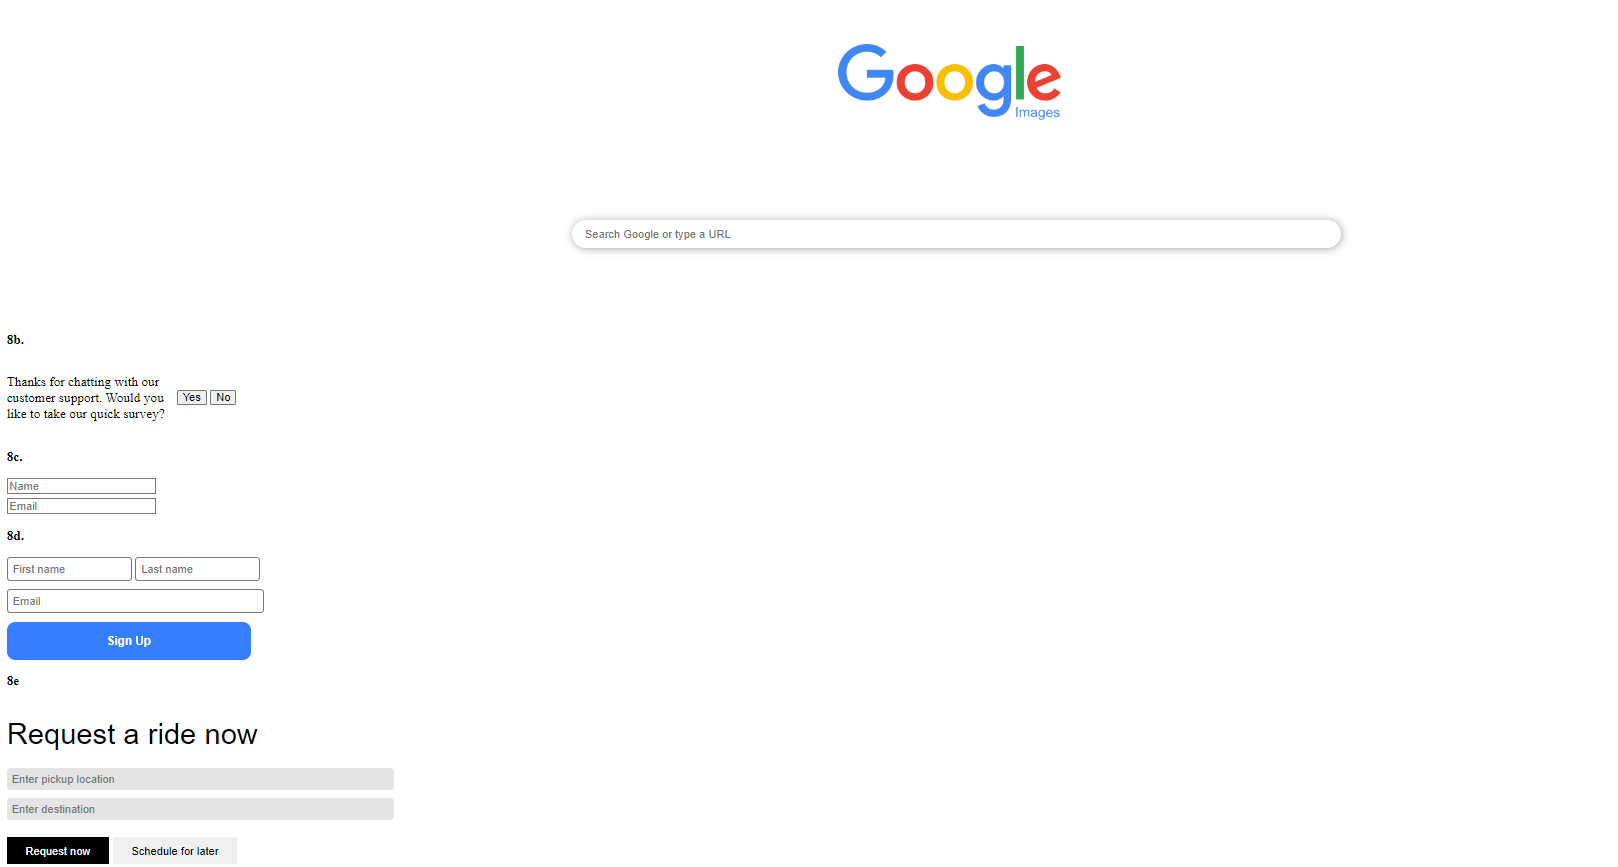 Google
Images
Search Google or type a URL
8b.
Thanks for chatting with our
customer support. Would you
like to take our quick survey?
Yes No
8c.
Name
Email
8d.
First name Last name
Email
Sign Up
8e
Request a ride now
Enter pickup location
Enter destination
Request now Schedule for later